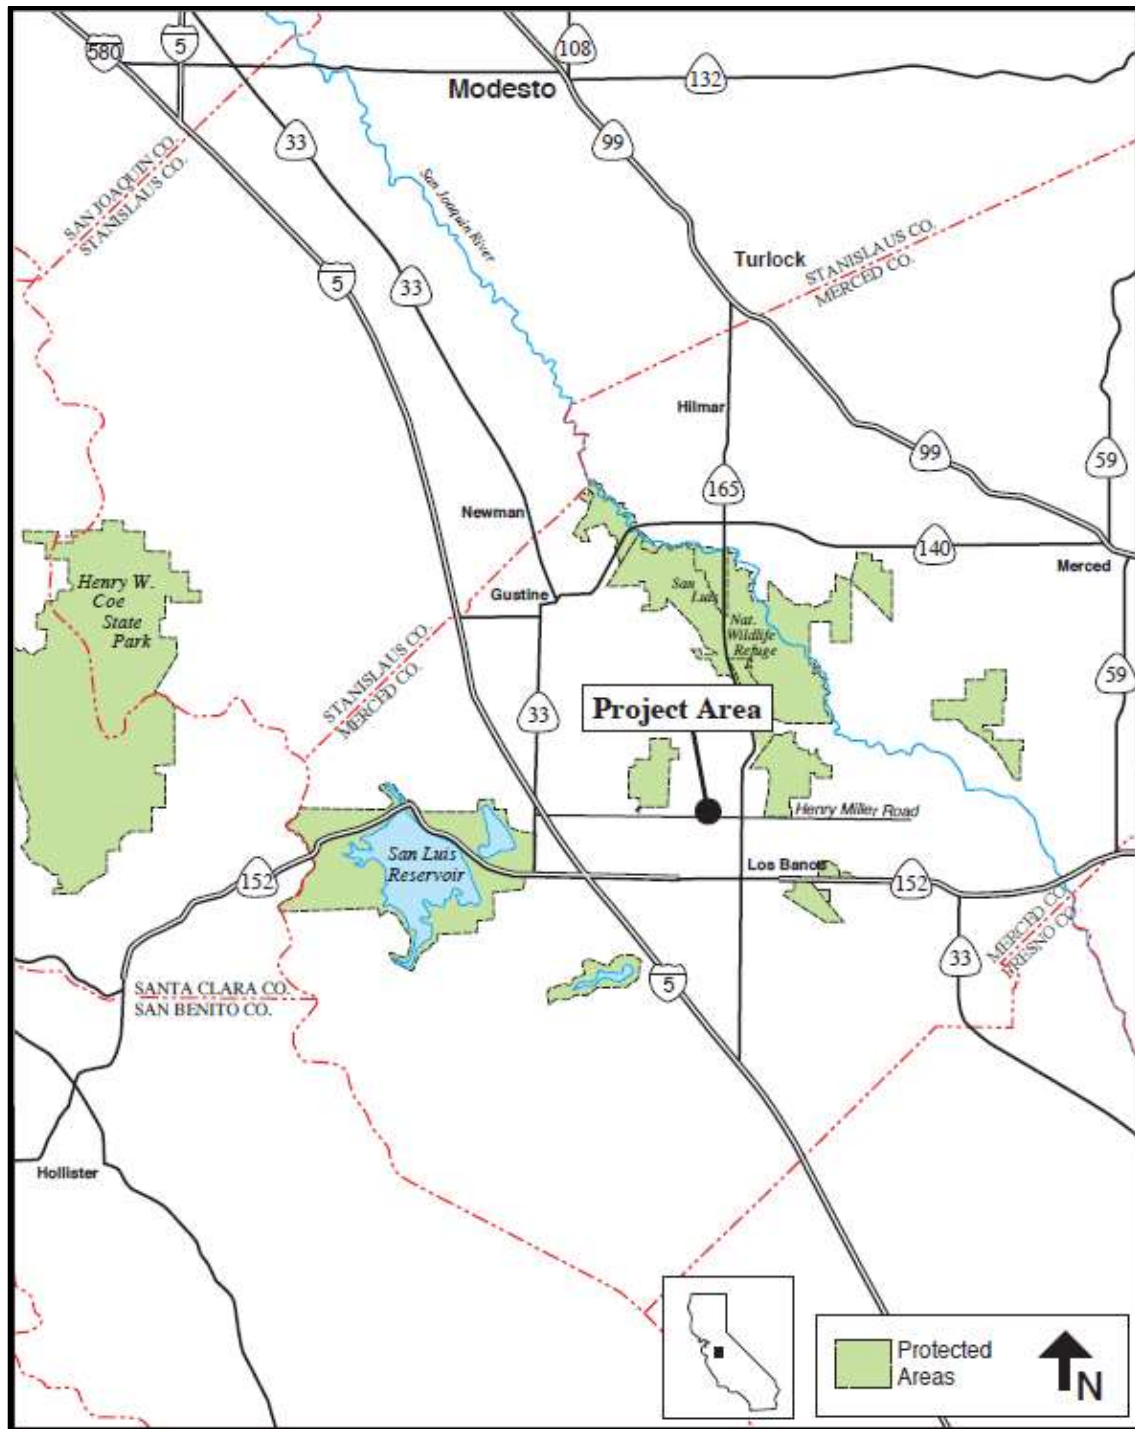 580
5
108
132
Modesto
33
99
SAN JOAQUIN CO.
STANISLAUS CO.
San Joaquin River
STANISLAUS CO.
MERCED CO.
Turlock
5
33
Hilmar
99
59
165
Newman
140
Merced
Henry W.
Coe
State
Park
Gustine
San
Luis
Nat.
Wildlife
Refuge
STANISLAUS CO.
MERCED CO.
59
33
Project Area
Henry Miller Road
San Luis
Reservoir
Los Banos
152
152
MERCED CO.
FRESNO CO.
33
5
SANTA CLARA CO.
SAN BENITO CO.
Hollister
Protected
Areas
N